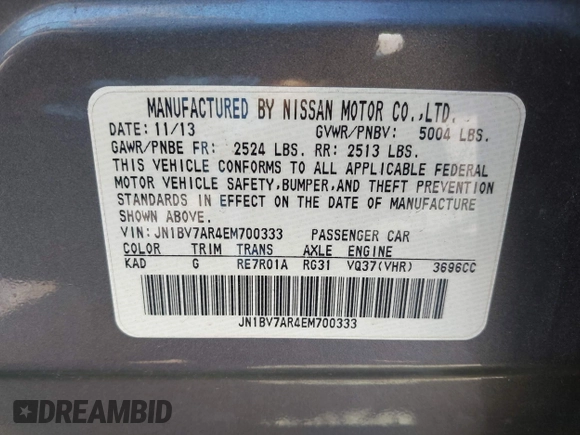 MANUFACTURED BY NISSAN MOTOR CO.,LTD.
DATE: 11/13 GVWR/PNBV: 5004 LBS.
GAWR/PNBE FR: 2524 LBS. RR: 2513 LBS.
THIS VEHICLE CONFORMS TO ALL APPLICABLE FEDERAL
MOTOR VEHICLE SAFETY,BUMPER,AND THEFT PREVENTION
STANDARDS IN EFFECT ON THE DATE OF MANUFACTURE
SHOWN ABOVE.
VIN:JN1BV7AR4EM700333 PASSENGER CAR
COLOR TRIM TRANS AXLE ENGINE
KAD G RE7R01A RG31 VQ37(VHR) 3696CC
JN1BV7AR4EM700333
DREAMBID